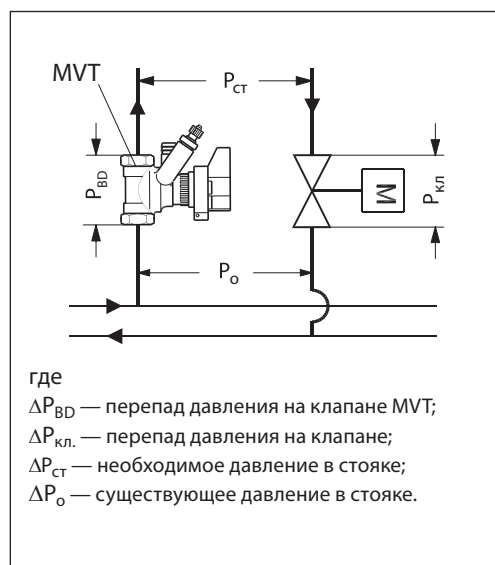 MVT
Pст
PBD
M
Pкл
Po
где
ΔPBD — перепад давления на клапане MVT;
ΔPкл. — перепад давления на клапане;
ΔPст — необходимое давление в стояке;
ΔPо — существующее давление в стояке.